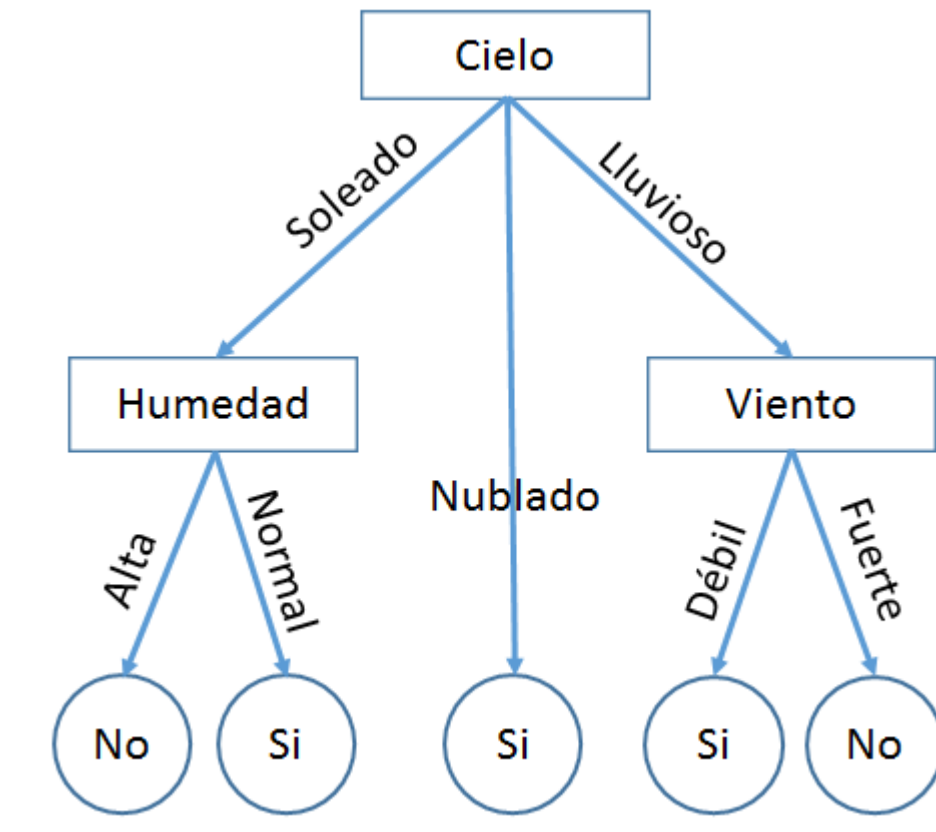 Cielo
Soleado
Lluvioso
Humedad
Viento
Nublado
Alta
Normal
Débil
Fuerte
No
Si
Si
Si
No